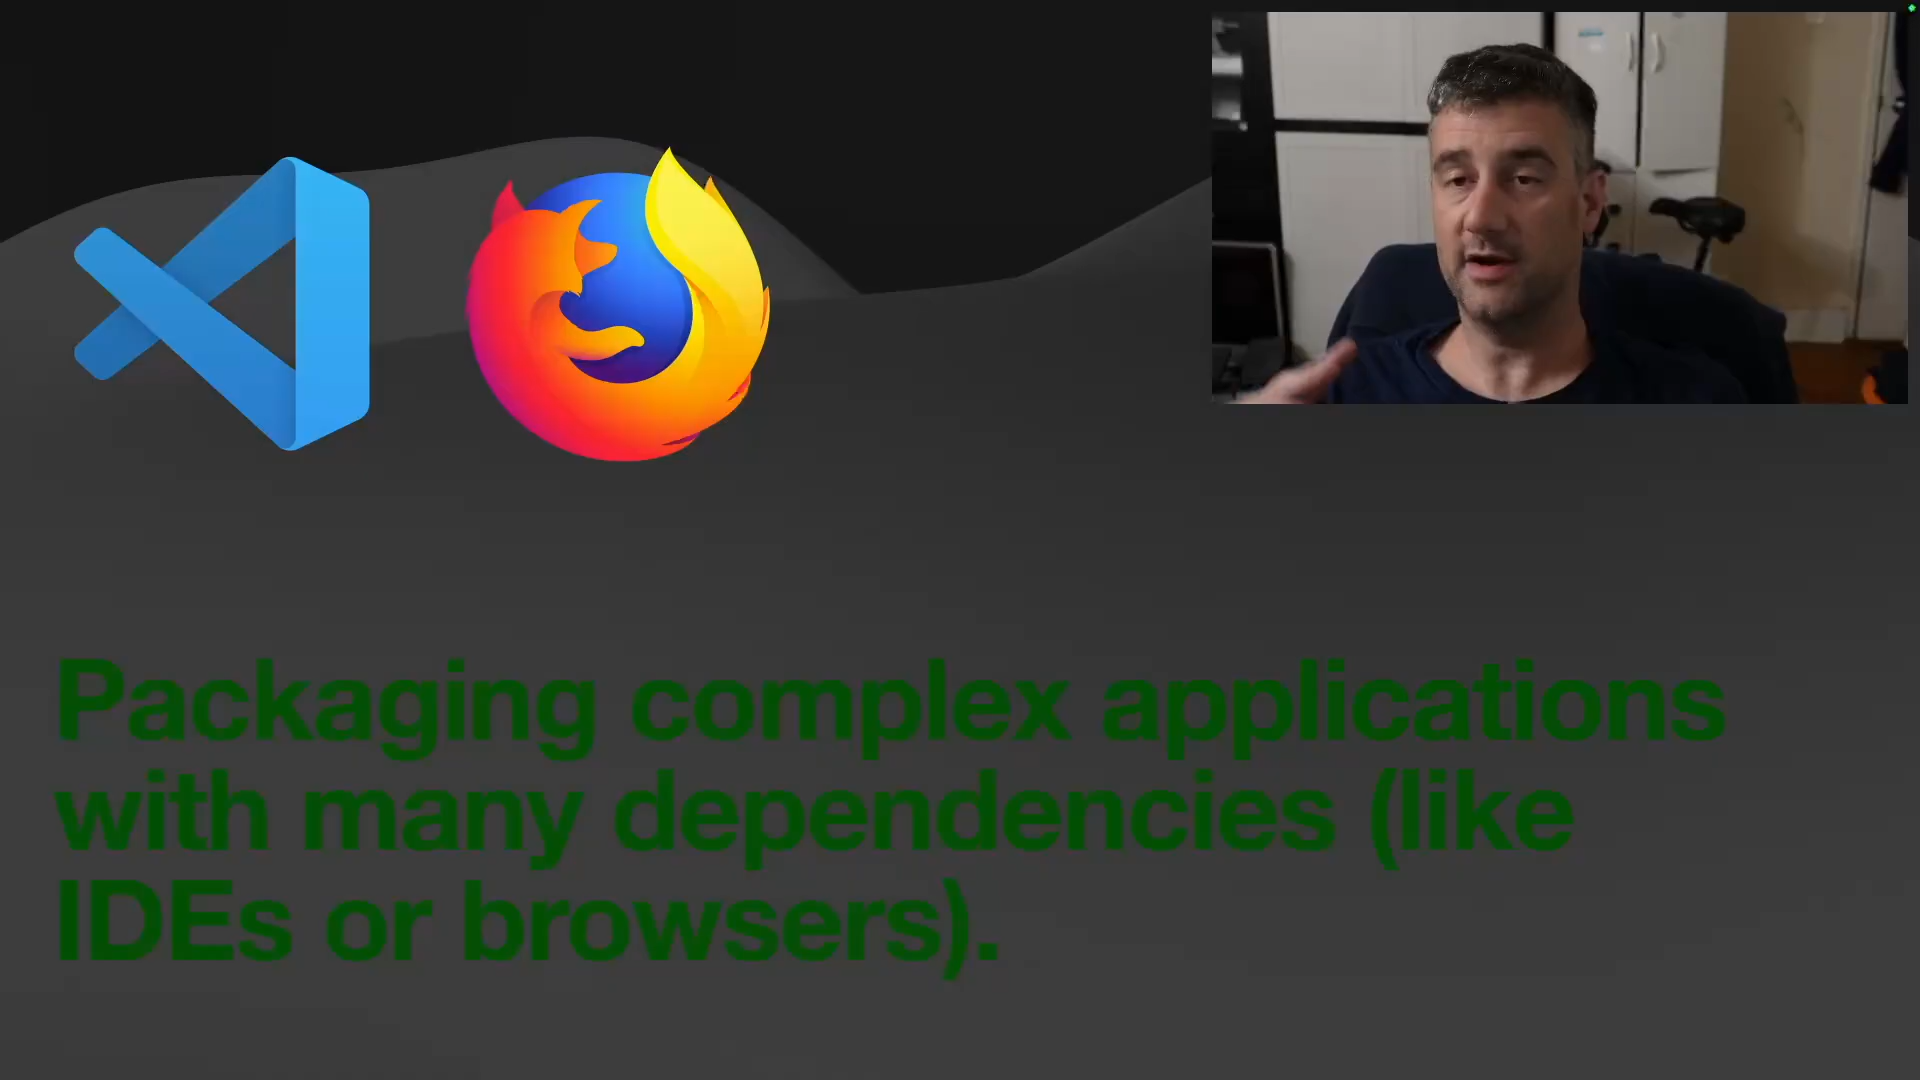 Packaging complex applications
with many dependencies (like
IDEs or browsers).